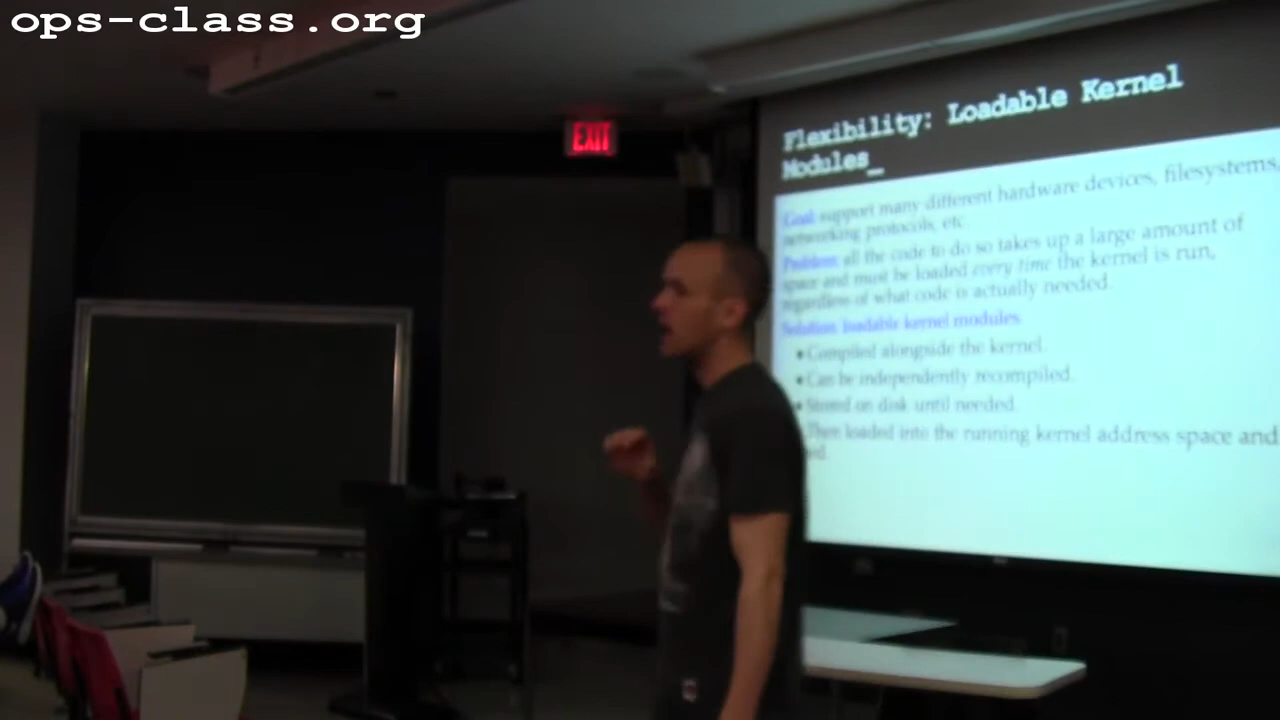 ops-class.org
EXIT
Flexibility: Loadable Kernel
Modules_
Goal: support many different hardware devices, filesystems,
networking protocols, etc.
Problem: all the code to do so takes up a large amount of
space and must be loaded every time the kernel is run,
regardless of what code is actually needed.
Solution: loadable kernel modules.
• Compiled alongside the kernel.
• Can be independently recompiled.
• Stored on disk until needed.
Then loaded into the running kernel address space and